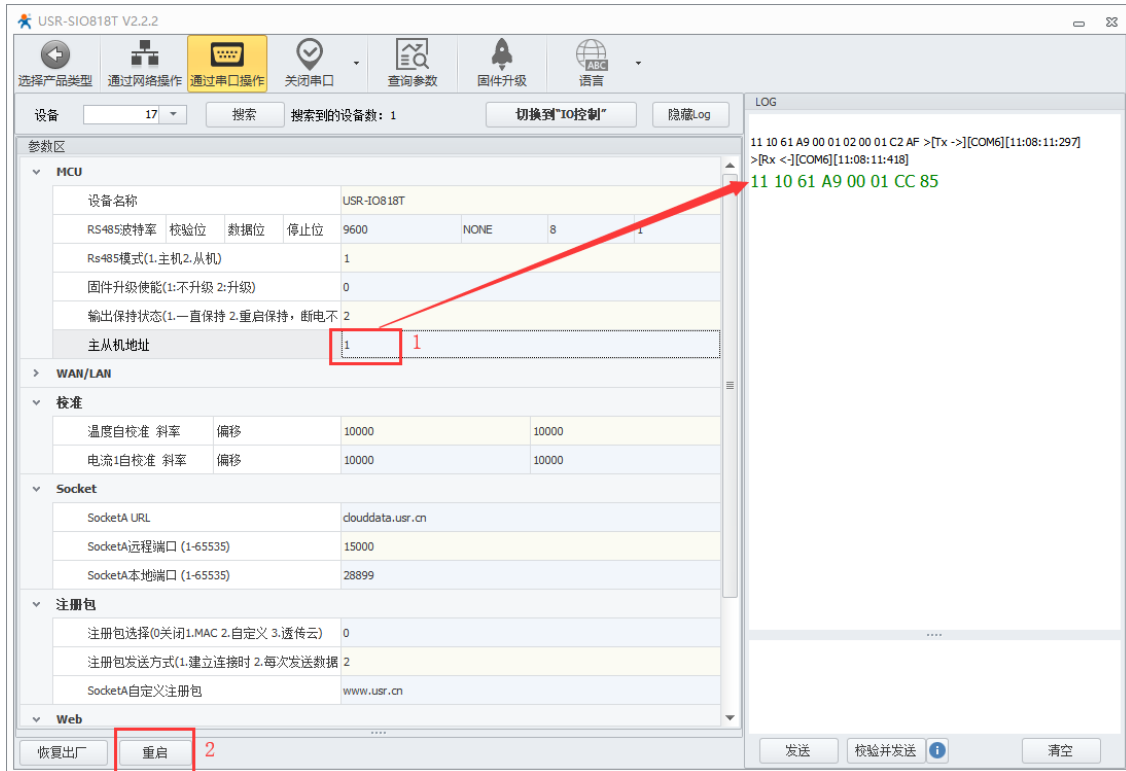 USR-SIO818T V2.2.2
选择产品类型 通过网络操作 通过串口操作 关闭串口 查询参数 固件升级 语言
设备 17 搜索 搜索到的设备数: 1 切换到"IO控制" 隐藏Log
参数区
MCU
设备名称 USR-IO818T
RS485波特率 校验位 数据位 停止位 9600 NONE 8 1
Rs485模式(1.主机2.从机) 1
固件升级使能(1:不升级 2:升级) 0
输出保持状态(1.一直保持 2.重启保持，断电不 2
主从机地址 1 1
WAN/LAN
校准
温度自校准 斜率 偏移 10000 10000
电流1自校准 斜率 偏移 10000 10000
Socket
SocketA URL clouddata.usr.cn
SocketA远程端口 (1-65535) 15000
SocketA本地端口 (1-65535) 28899
注册包
注册包选择(0关闭1.MAC 2.自定义 3.透传云) 0
注册包发送方式(1.建立连接时 2.每次发送数据 2
SocketA自定义注册包 www.usr.cn
Web
恢复出厂 重启 2
LOG
11 10 61 A9 00 01 02 00 01 C2 AF >[Tx ->][COM6][11:08:11:297]
>[Rx <-][COM6][11:08:11:418]
11 10 61 A9 00 01 CC 85
发送 校验并发送 清空